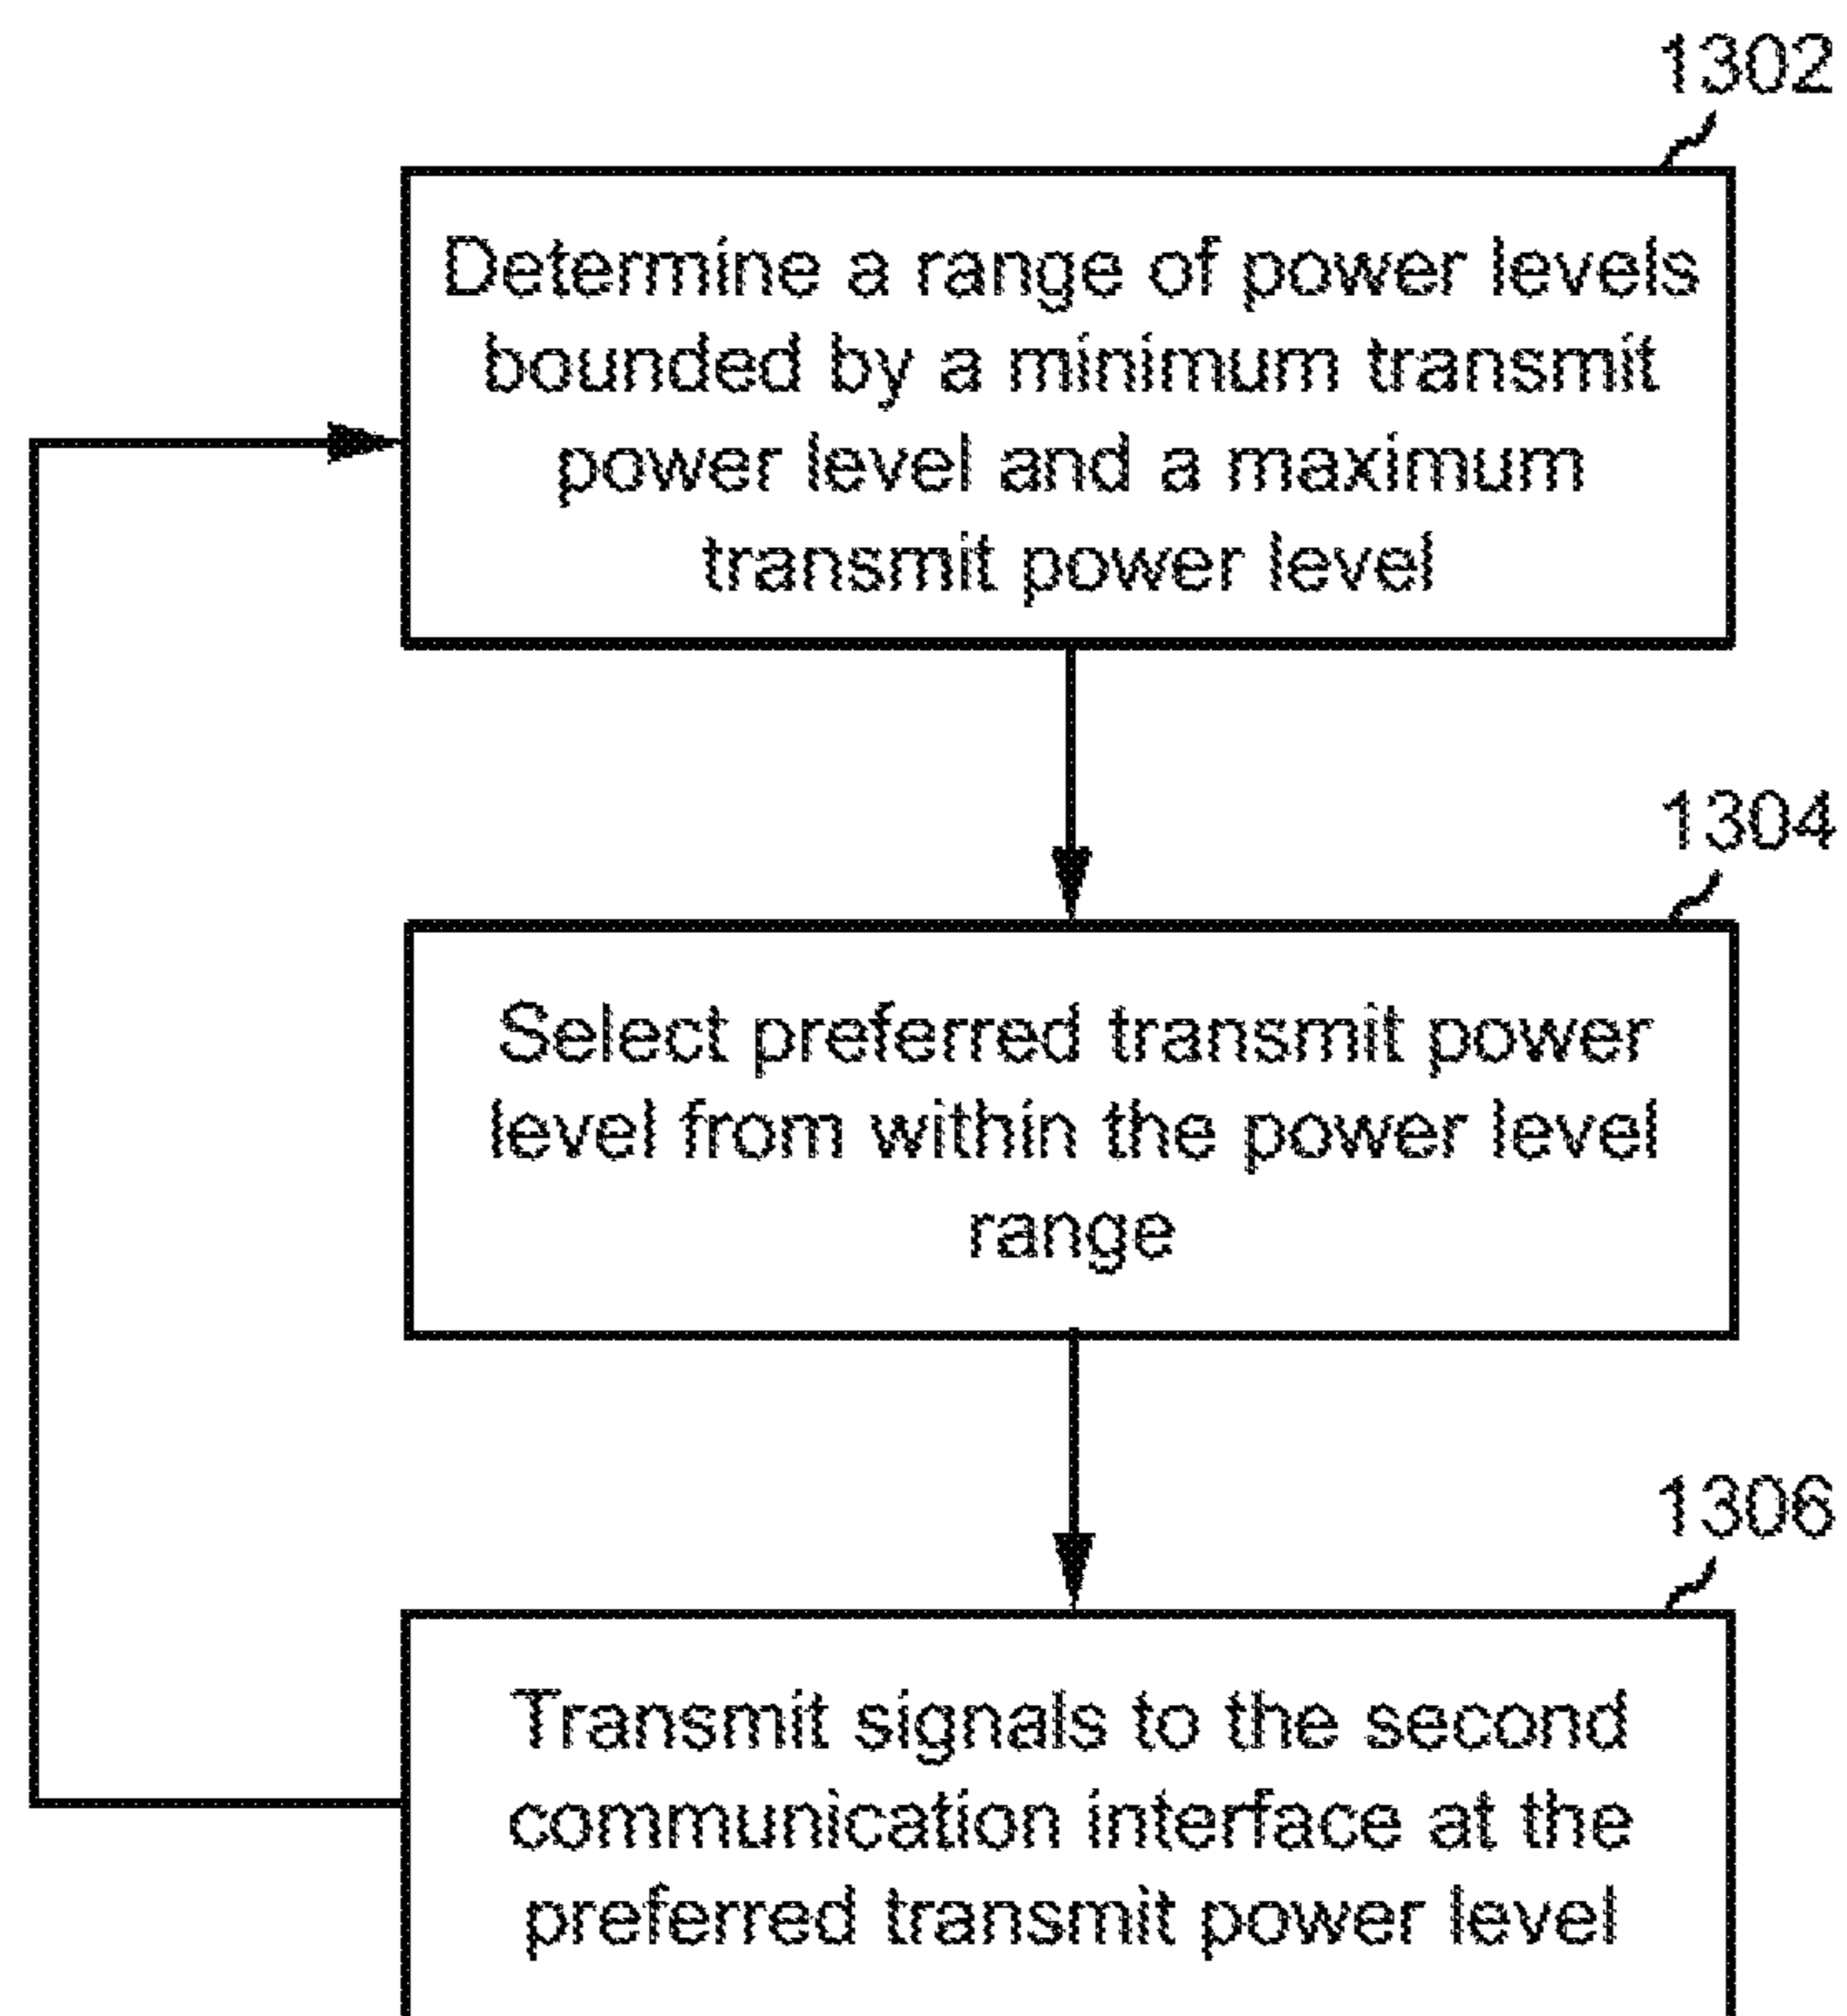 1302
Determine a range of power levels
bounded by a minimum transmit
power level and a maximum
transmit power level
1304
Select preferred transmit power
level from within the power level
range
1306
Transmit signals to the second
communication interface at the
preferred transmit power level